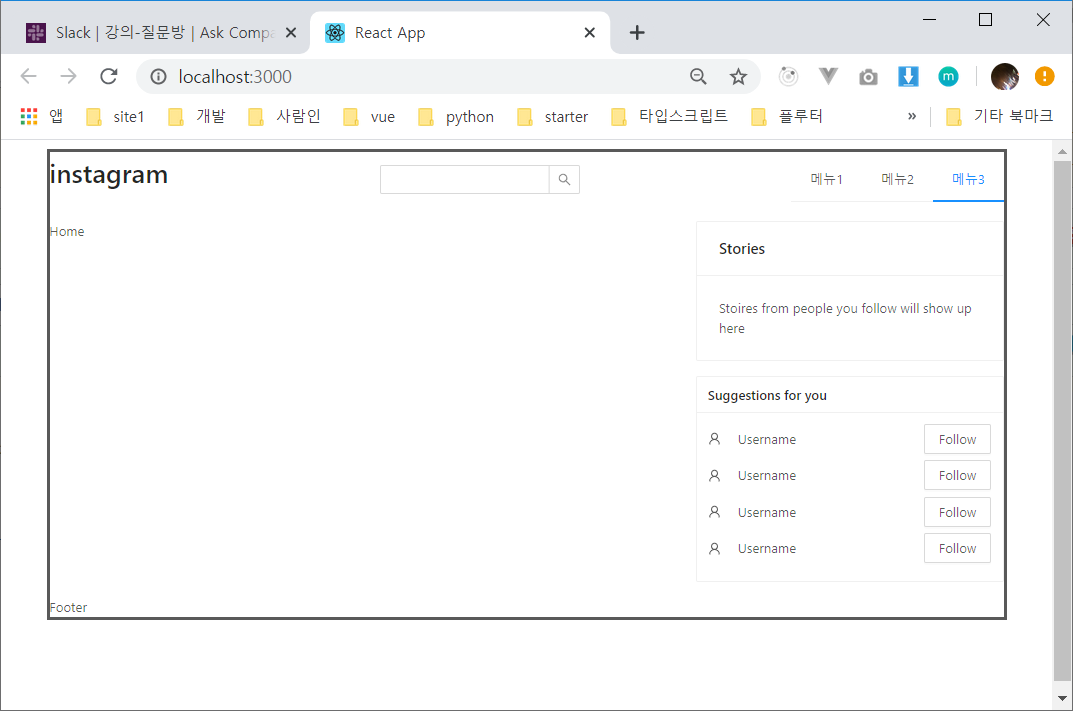 Slack | 강의-질문방 | Ask Compa
React App
localhost:3000
앱
site1
개발
사람인
vue
python
starter
타입스크립트
플루터
»
기타 북마크
instagram
메뉴1
메뉴2
메뉴3
Home
Stories
Stoires from people you follow will show up
here
Suggestions for you
Username
Follow
Username
Follow
Username
Follow
Username
Follow
Footer